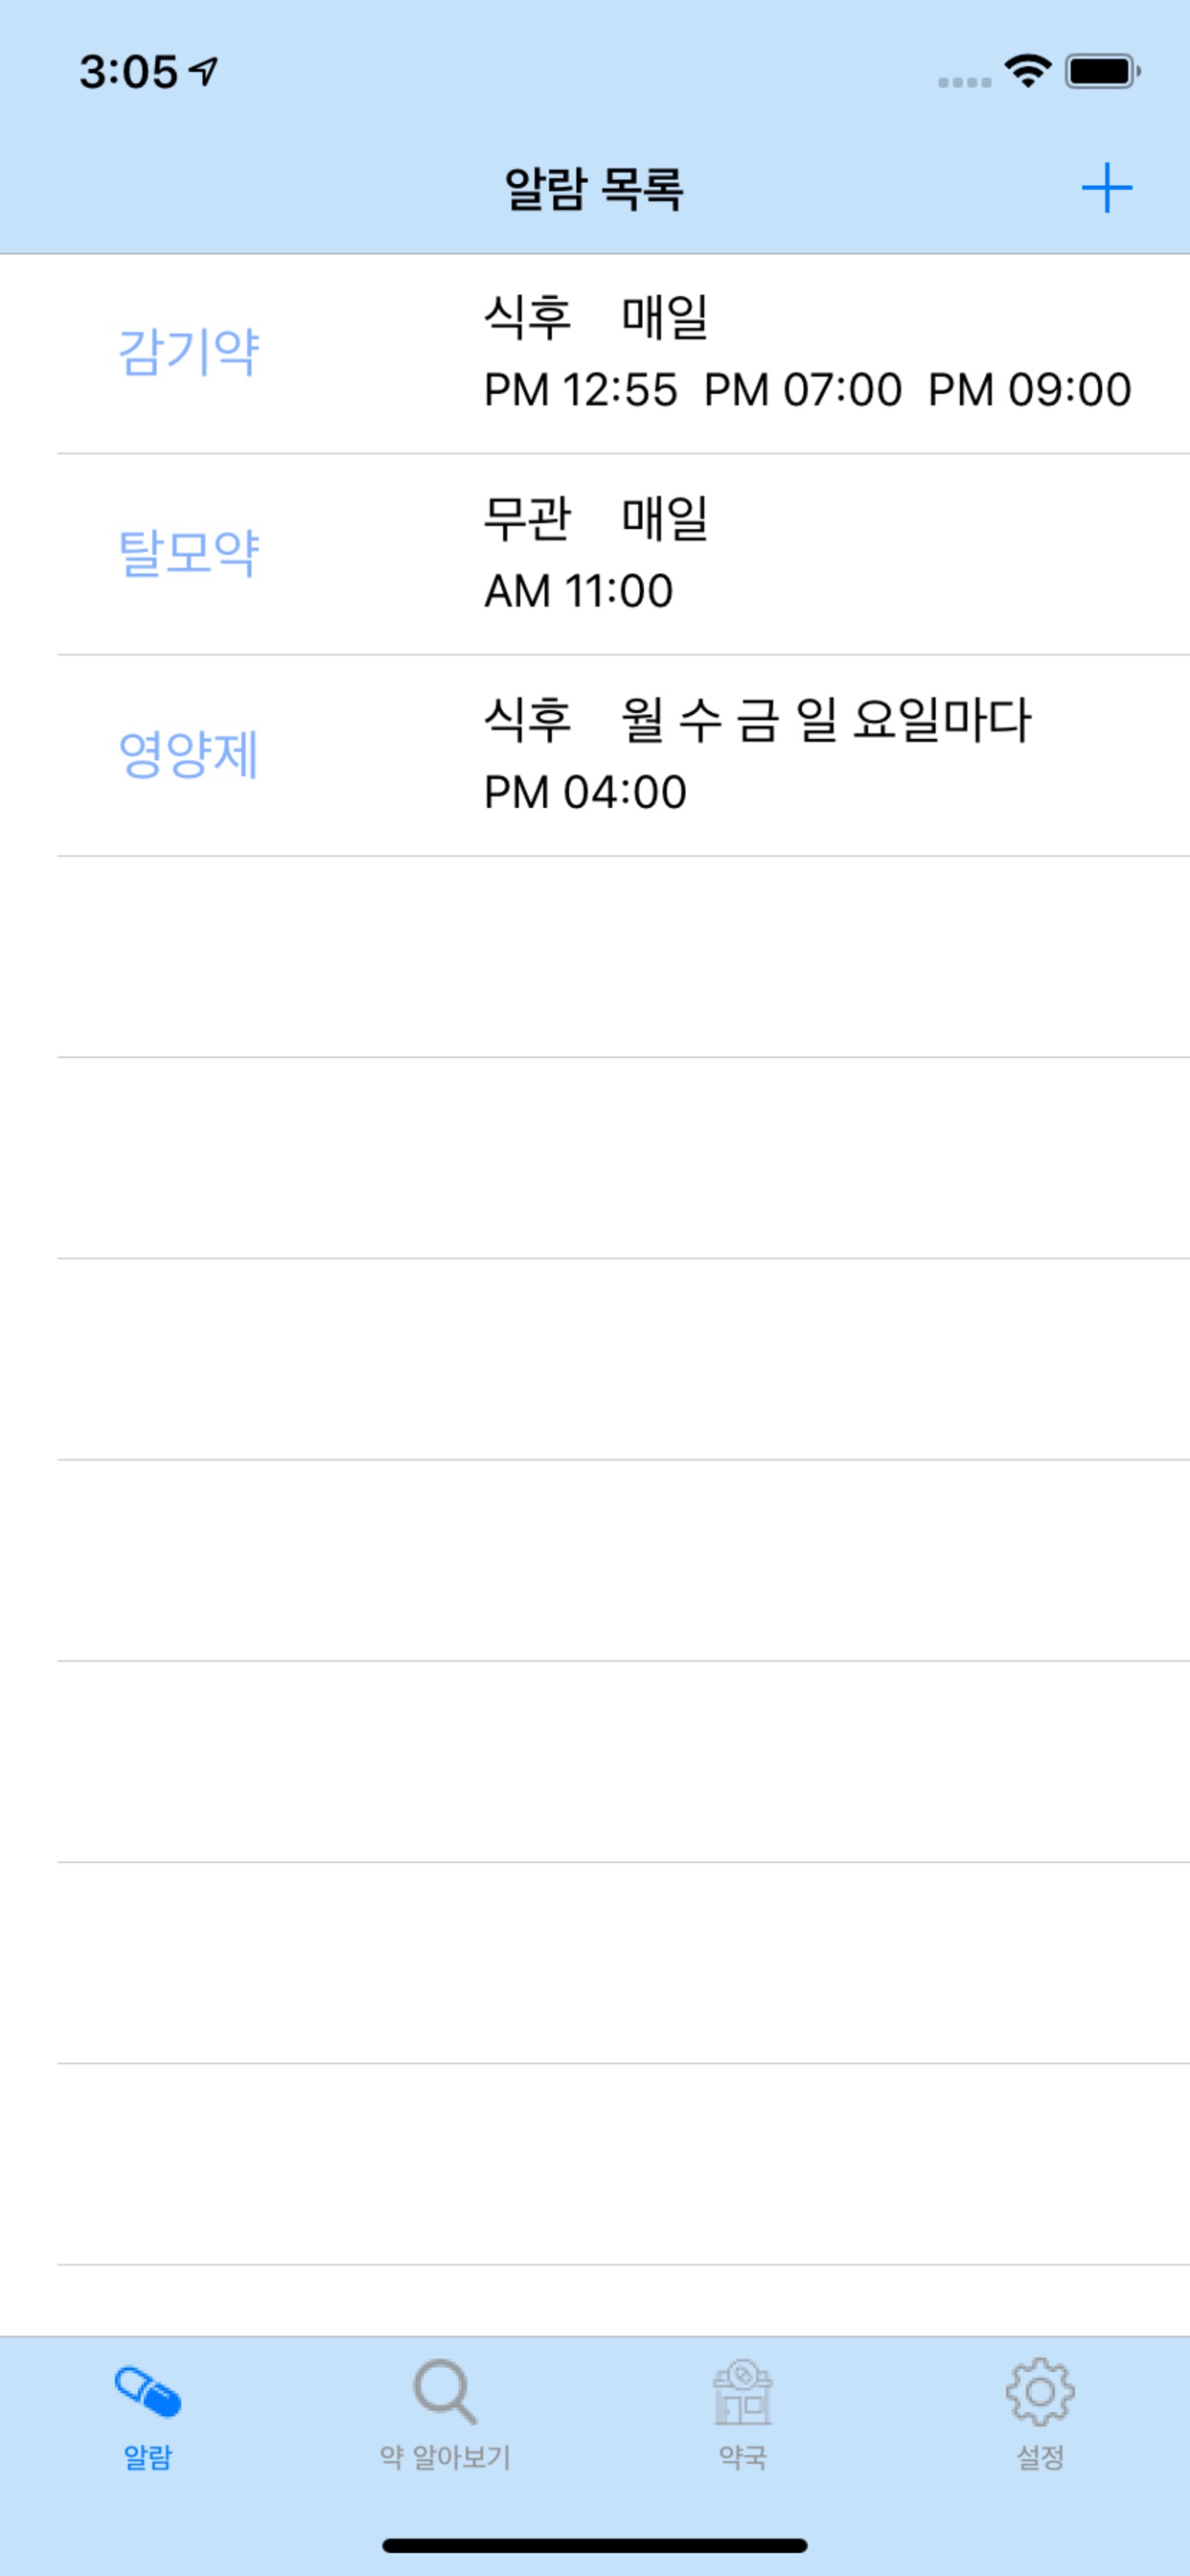 3:05
알람 목록
감기약
식후 매일
PM 12:55 PM 07:00 PM 09:00
탈모약
무관 매일
AM 11:00
영양제
식후 월 수 금 일 요일마다
PM 04:00
알람
약 알아보기
약국
설정